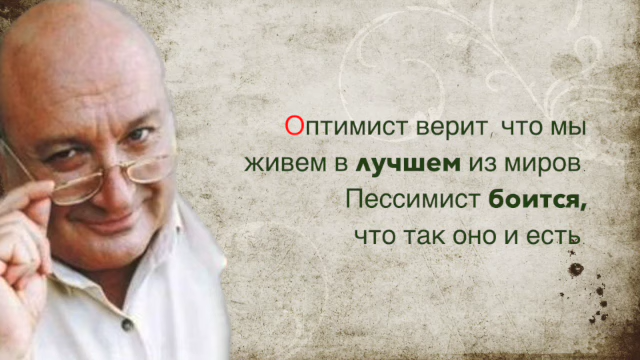 Оптимист верит, что мы
живем в лучшем из миров.
Пессимист боится,
что так оно и есть.